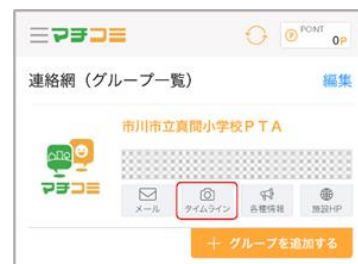 マチコミ
POINT
0P
連絡網（グループ一覧）
編集
市川市立真間小学校ＰＴＡ
マチコミ
メール
タイムライン
各種情報
施設HP
＋ グループを追加する